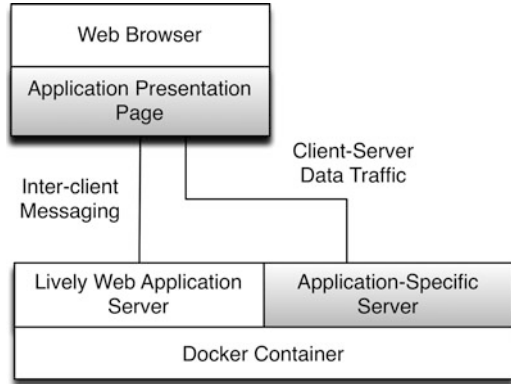 Web Browser
Application Presentation
Page
Client-Server
Data Traffic
Inter-client
Messaging
Lively Web Application
Server
Application-Specific
Server
Docker Container